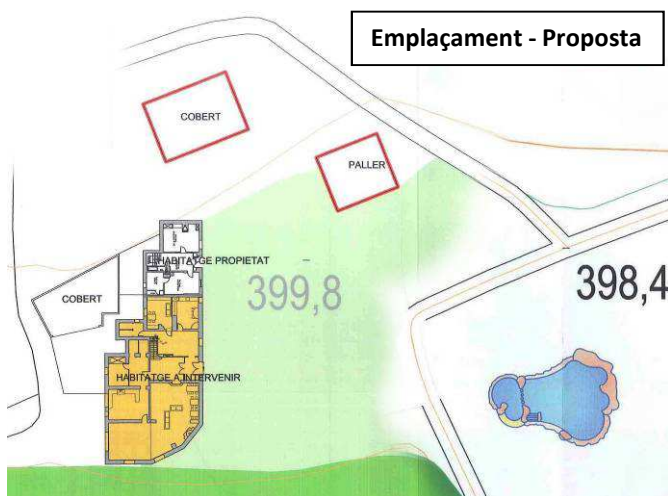 Emplaçament - Proposta
COBERT
PALLER
HABITATGE PROPIETAT
399,8
398,4
COBERT
HABITATGE A INTERVENIR